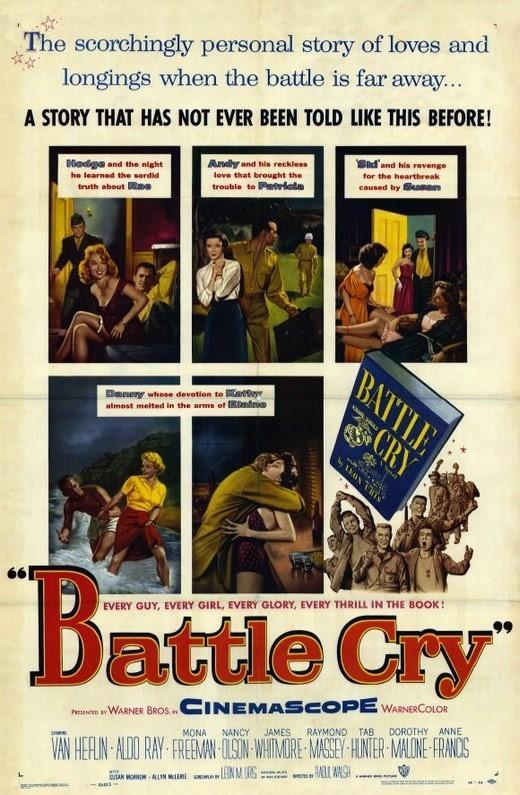 The scorchingly personal story of loves and
longings when the battle is far away...
A STORY THAT HAS NOT EVER BEEN TOLD LIKE THIS BEFORE!
Hodge and the night
he learned the sordid
truth about Rae
Andy and his reckless
love that brought the
trouble to Patricia
'Ski' and his revenge
for the heartbreak
caused by Susan
Danny whose devotion to Kathy
almost melted in the arms of Elaine
BATTLE
CRY
by LEON URIS
EVERY GUY, EVERY GIRL, EVERY GLORY, EVERY THRILL IN THE BOOK!
"Battle Cry"
PRESENTED BY WARNER BROS. IN CINEMASCOPE WARNERCOLOR
STARRING
VAN HEFLIN · ALDO RAY · MONA FREEMAN · NANCY OLSON · JAMES WHITMORE · RAYMOND MASSEY · TAB HUNTER · DOROTHY MALONE · ANNE FRANCIS
WITH SUSAN MORROW · ALLYN McLERIE SCREENPLAY BY LEON M. URIS DIRECTED BY RAOUL WALSH